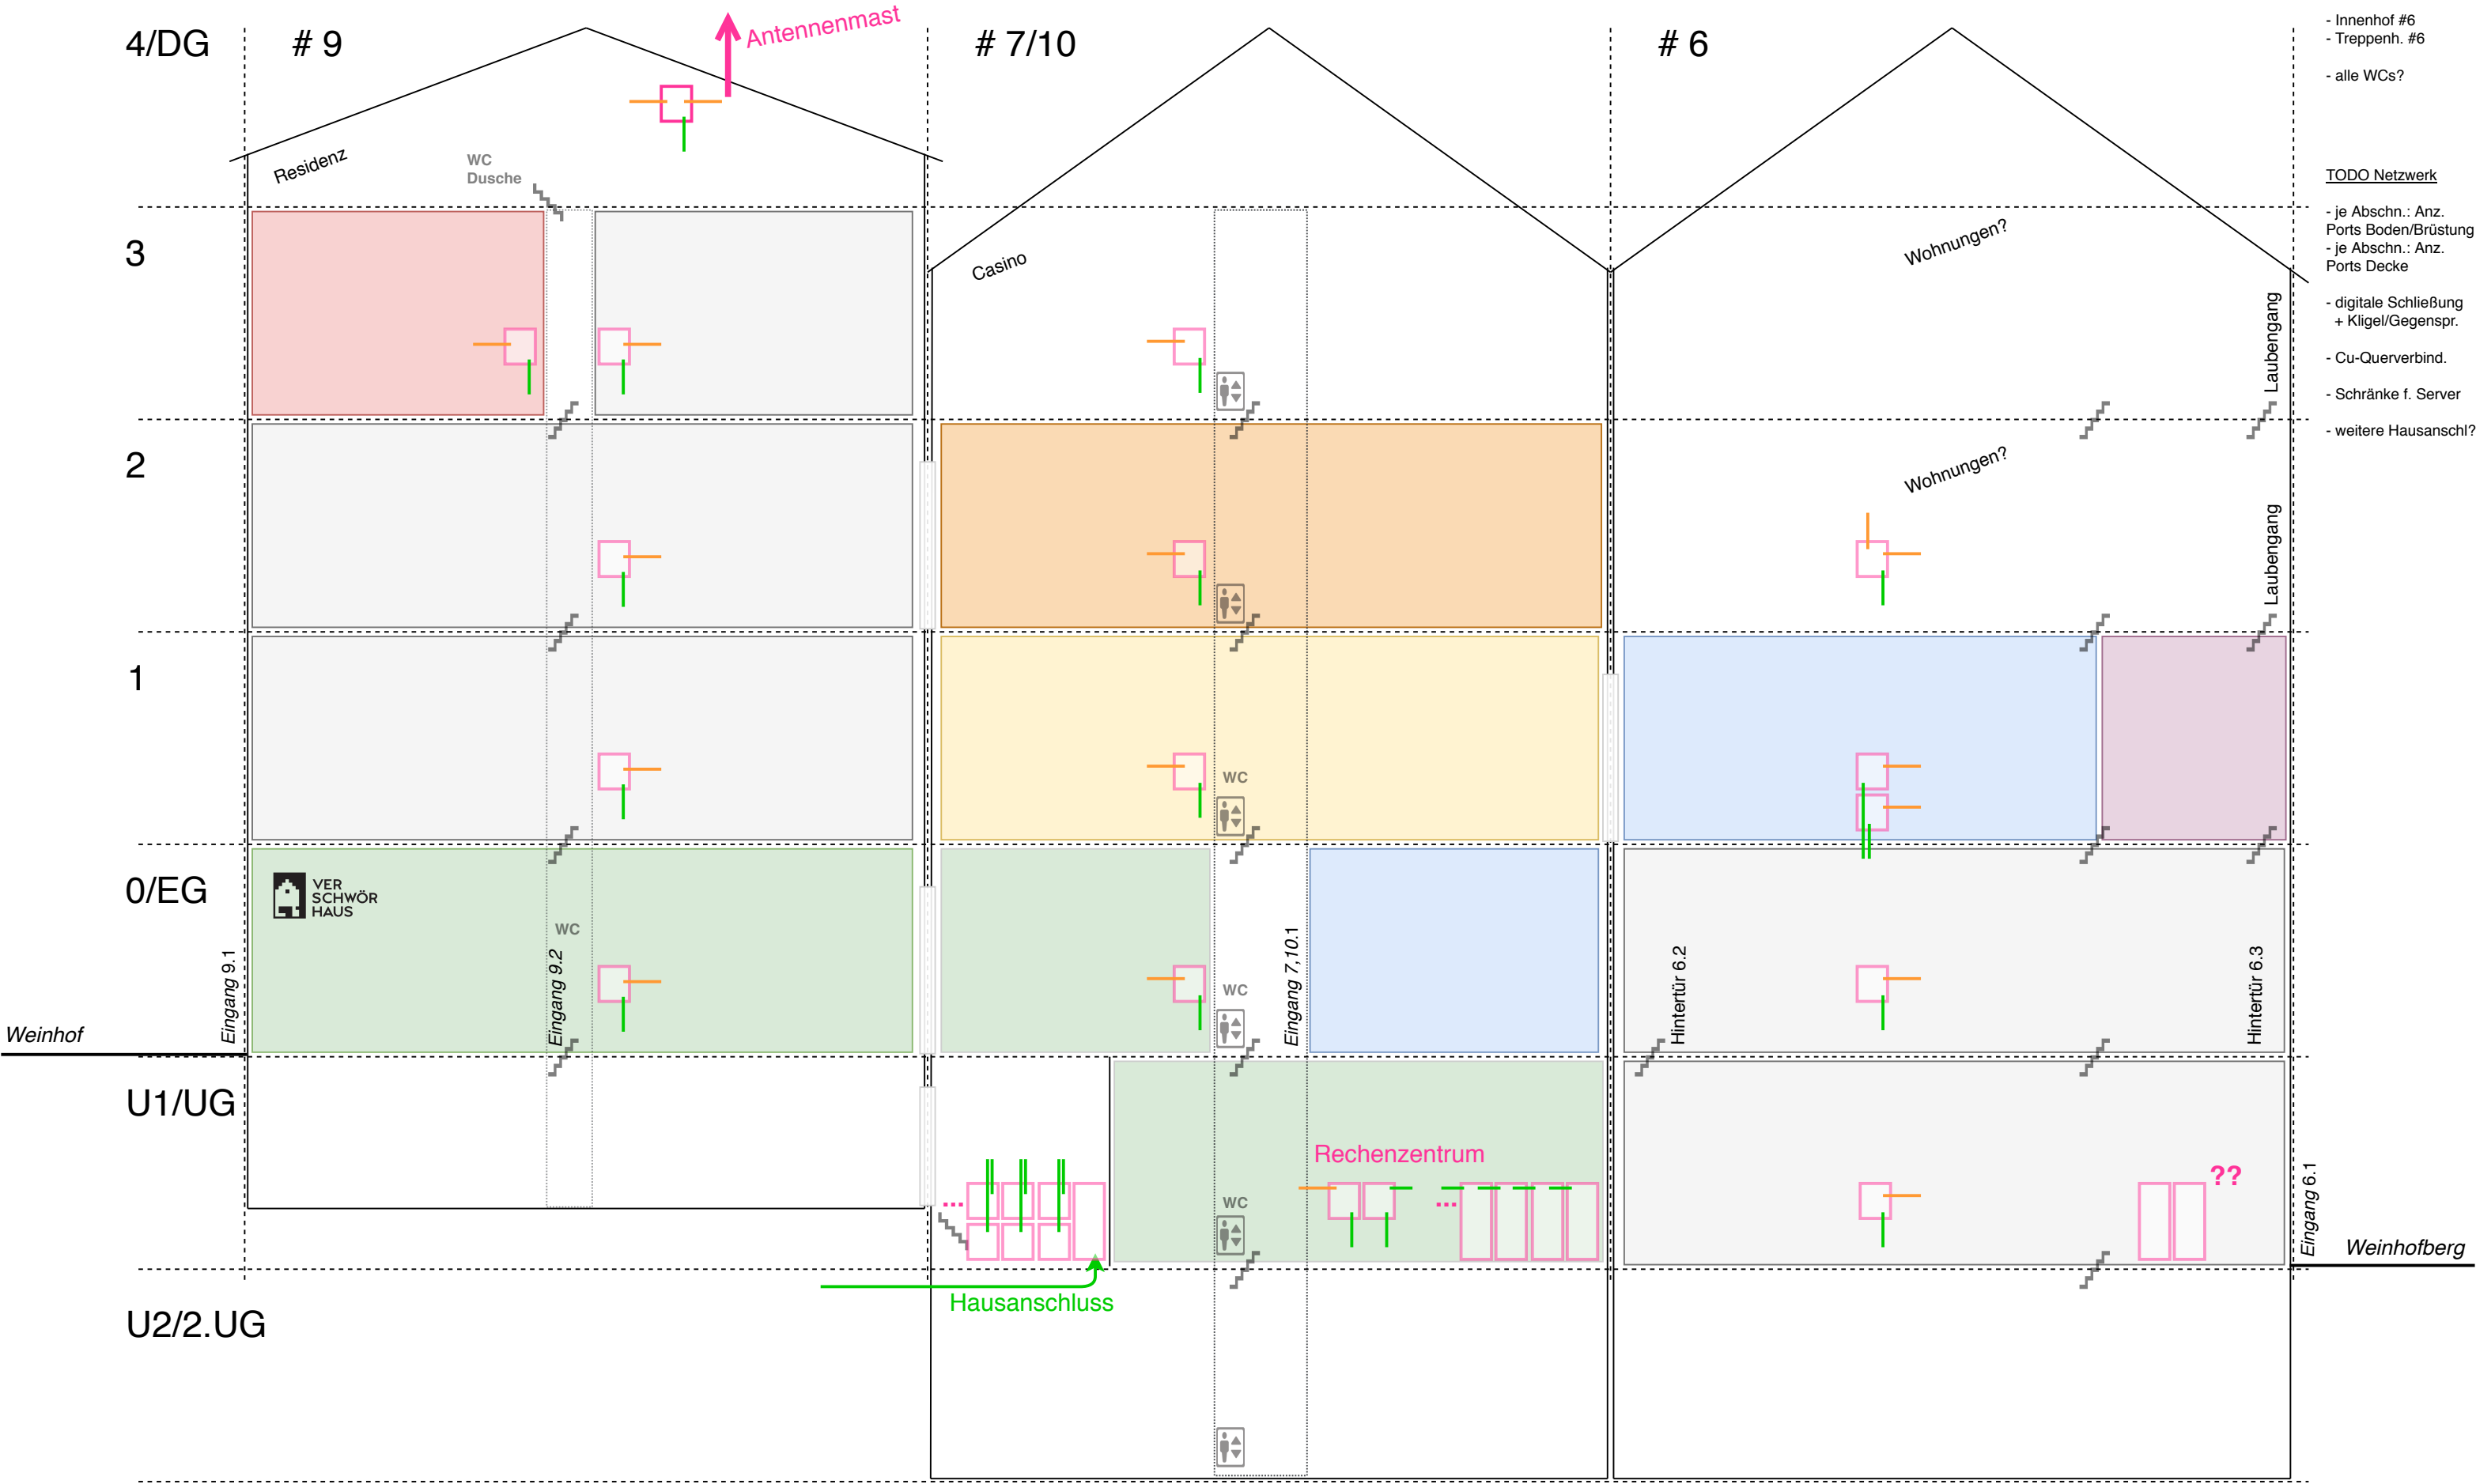 4/DG
# 9
Antennenmast
# 7/10
# 6
- Innenhof #6
- Treppenh. #6
- alle WCs?
Residenz
WC
Dusche
TODO Netzwerk
- je Abschn.: Anz.
Ports Boden/Brüstung
- je Abschn.: Anz.
Ports Decke
- digitale Schließung
+ Kligel/Gegenspr.
- Cu-Querverbind.
- Schränke f. Server
- weitere Hausanschl?
3
Casino
Wohnungen?
Laubengang
2
Wohnungen?
Laubengang
1
WC
0/EG
VER
SCHWÖR
HAUS
WC
Eingang 9.1
Eingang 9.2
WC
Eingang 7,10.1
Hintertür 6.2
Hintertür 6.3
Weinhof
U1/UG
Rechenzentrum
...
WC
...
??
Eingang 6.1
Weinhofberg
Hausanschluss
U2/2.UG